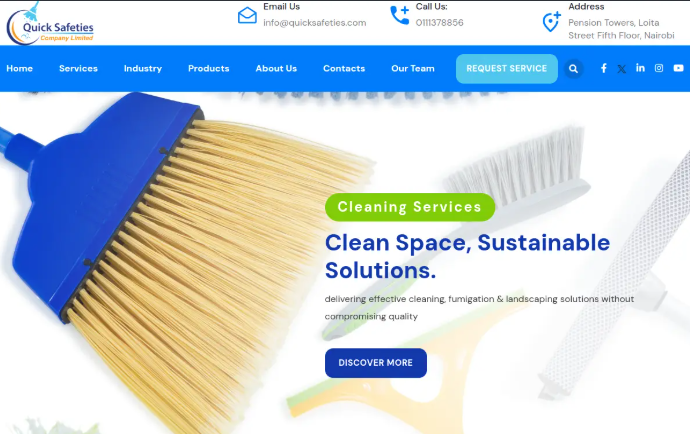 Quick Safeties
Company Limited
Email Us
info@quicksafeties.com
Call Us:
0111378856
Address
Pension Towers, Loita
Street Fifth Floor, Nairobi
Home Services Industry Products About Us Contacts Our Team REQUEST SERVICE
Cleaning Services
Clean Space, Sustainable
Solutions.
delivering effective cleaning, fumigation & landscaping solutions without
compromising quality
DISCOVER MORE